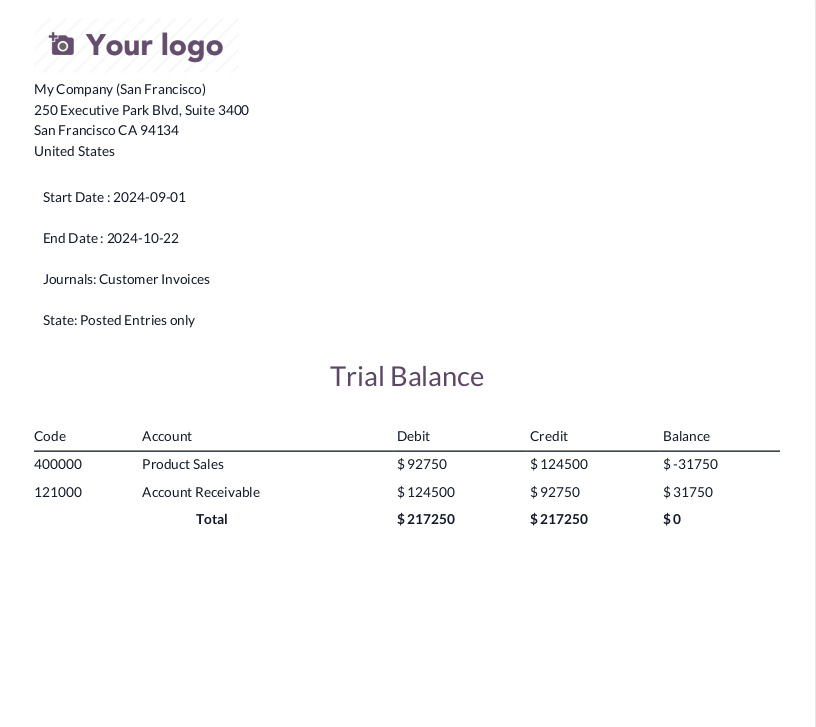 Your logo
My Company (San Francisco)
250 Executive Park Blvd, Suite 3400
San Francisco CA 94134
United States
Start Date : 2024-09-01
End Date : 2024-10-22
Journals: Customer Invoices
State: Posted Entries only
Trial Balance
Code Account Debit Credit Balance
400000 Product Sales $ 92750 $ 124500 $ -31750
121000 Account Receivable $ 124500 $ 92750 $ 31750
Total $ 217250 $ 217250 $ 0